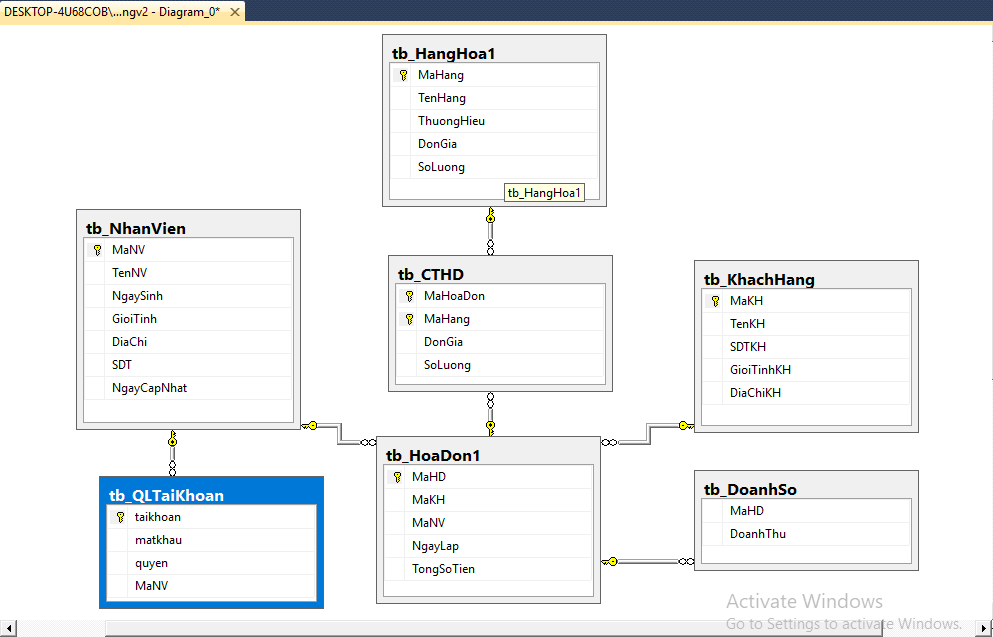 DESKTOP-4U68COB\...ngv2 - Diagram_0*
tb_HangHoa1
MaHang
TenHang
ThuongHieu
DonGia
SoLuong
tb_HangHoa1
tb_NhanVien
MaNV
TenNV
NgaySinh
GioiTinh
DiaChi
SDT
NgayCapNhat
tb_CTHD
MaHoaDon
MaHang
DonGia
SoLuong
tb_KhachHang
MaKH
TenKH
SDTKH
GioiTinhKH
DiaChiKH
tb_QLTaiKhoan
taikhoan
matkhau
quyen
MaNV
tb_HoaDon1
MaHD
MaKH
MaNV
NgayLap
TongSoTien
tb_DoanhSo
MaHD
DoanhThu
Activate Windows
Go to Settings to activate Windows.